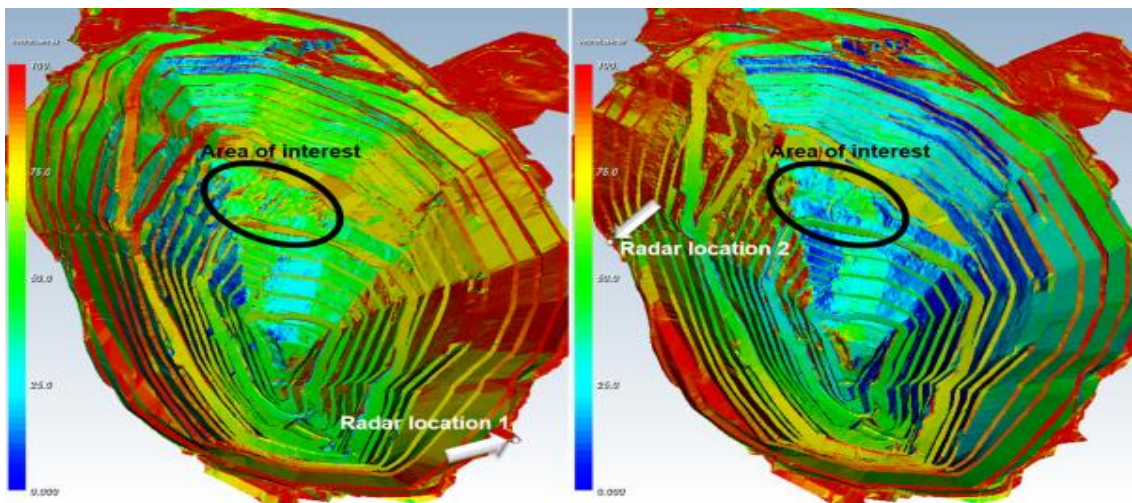 100.
Area of interest
75.0
50.0
25.0
Radar location 1
0.000
100.
Area of interest
75.0
Radar location 2
50.0
25.0
0.000